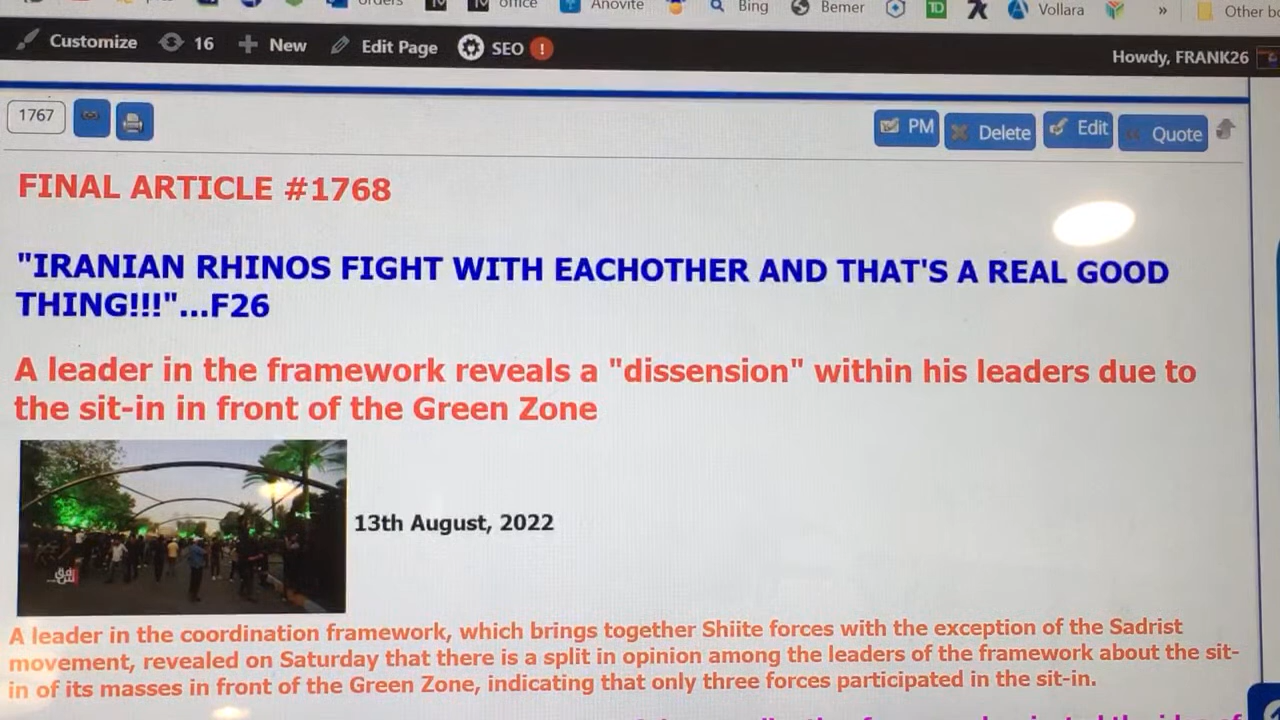 orders
office
Anovite
Bing
Bemer
TD
Vollara
»
Other bo
Customize
16
New
Edit Page
SEO
!
Howdy, FRANK26
1767
PM
Delete
Edit
Quote
FINAL ARTICLE #1768
"IRANIAN RHINOS FIGHT WITH EACHOTHER AND THAT'S A REAL GOOD
THING!!!"...F26
A leader in the framework reveals a "dissension" within his leaders due to
the sit-in in front of the Green Zone
13th August, 2022
A leader in the coordination framework, which brings together Shiite forces with the exception of the Sadrist
movement, revealed on Saturday that there is a split in opinion among the leaders of the framework about the sit-
in of its masses in front of the Green Zone, indicating that only three forces participated in the sit-in.